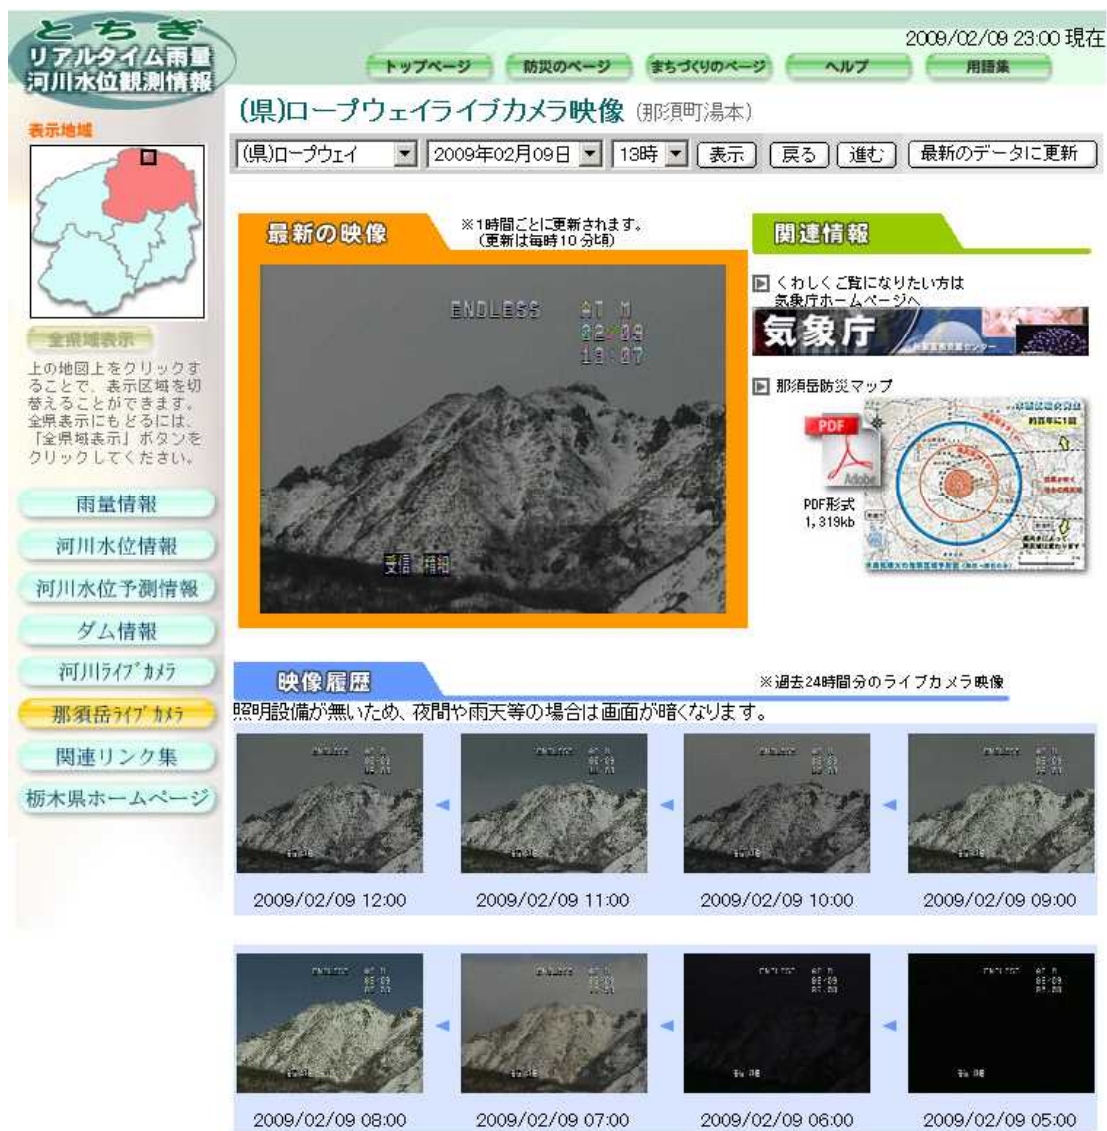 とちぎ
リアルタイム雨量
河川水位観測情報
2009/02/09 23:00 現在
トップページ
防災のページ
まちづくりのページ
ヘルプ
用語集
(県)ロープウェイライブカメラ映像 (那須町湯本)
(県)ロープウェイ
2009年02月09日
13時
表示
戻る
進む
最新のデータに更新
表示地域
全県域表示
上の地図上をクリックす
ることで、表示区域を切
替えることができます。
全県表示にもどるには、
「全県域表示」ボタンを
クリックしてください。
雨量情報
河川水位情報
河川水位予測情報
ダム情報
河川ライブカメラ
那須岳ライブカメラ
関連リンク集
栃木県ホームページ
最新の映像
※1時間ごとに更新されます。
(更新は毎時10分頃)
ENDLESS AT M
02/09
13:07
受信 精細
関連情報
くわしくご覧になりたい方は
気象庁ホームページへ
気象庁
那須岳防災マップ
PDF
Adobe
PDF形式
1,319kb
約百年に1回
映像履歴
※過去24時間分のライブカメラ映像
照明設備が無いため、夜間や雨天等の場合は画面が暗くなります。
2009/02/09 12:00
2009/02/09 11:00
2009/02/09 10:00
2009/02/09 09:00
2009/02/09 08:00
2009/02/09 07:00
2009/02/09 06:00
2009/02/09 05:00